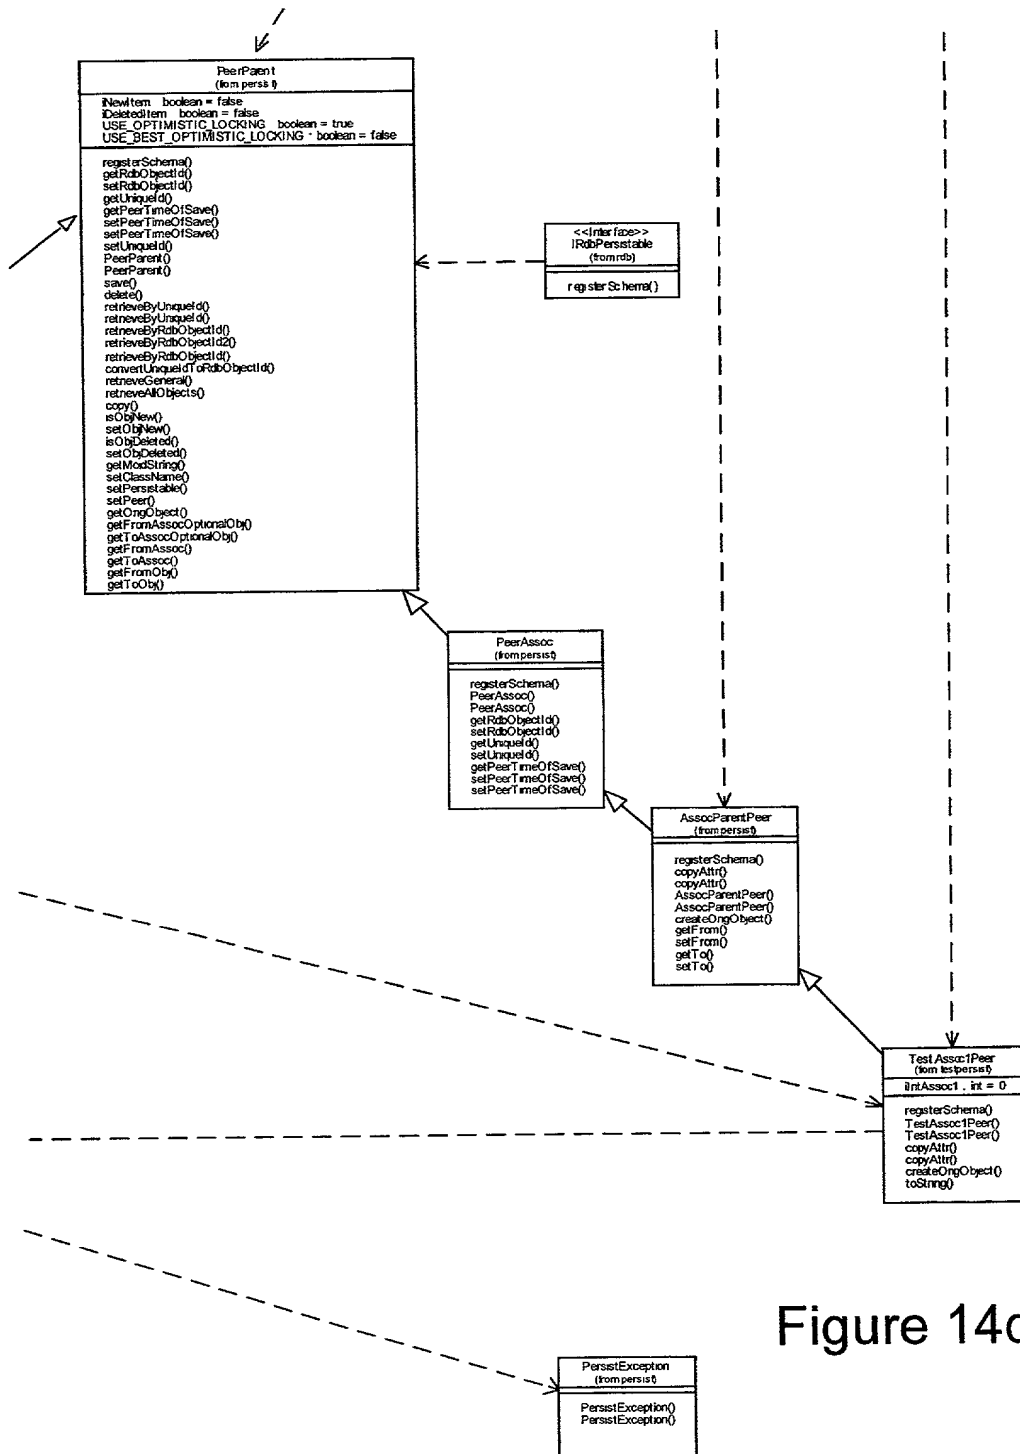 PeerParent
(from persist)
iNewItem boolean = false
iDeletedItem boolean = false
USE_OPTIMISTIC_LOCKING boolean = true
USE_BEST_OPTIMISTIC_LOCKING : boolean = false
registerSchema()
getRdbObjectId()
setRdbObjectId()
getUniqueId()
getPeerTimeOfSave()
setPeerTimeOfSave()
setPeerTimeOfSave()
setUniqueId()
PeerParent()
PeerParent()
save()
delete()
retrieveByUniqueId()
retrieveByUniqueId()
retrieveByRdbObjectId()
retrieveByRdbObjectId2()
retrieveByRdbObjectId()
convertUniqueIdToRdbObjectId()
retrieveGeneral()
retrieveAllObjects()
copy()
isObjNew()
setObjNew()
isObjDeleted()
setObjDeleted()
getModString()
setClassName()
setPersistable()
setPeer()
getOrigObject()
getFromAssocOptionalObj()
getToAssocOptionalObj()
getFromAssoc()
getToAssoc()
getFromObj()
getToObj()
<<Interface>>
IRdbPersistable
(from rdb)
registerSchema()
PeerAssoc
(from persist)
registerSchema()
PeerAssoc()
PeerAssoc()
getRdbObjectId()
setRdbObjectId()
getUniqueId()
setUniqueId()
getPeerTimeOfSave()
setPeerTimeOfSave()
setPeerTimeOfSave()
AssocParentPeer
(from persist)
registerSchema()
copyAttr()
copyAttr()
AssocParentPeer()
AssocParentPeer()
createOrigObject()
getFrom()
setFrom()
getTo()
setTo()
TestAssoc1Peer
(from testpersist)
iIntAssoc1 : int = 0
registerSchema()
TestAssoc1Peer()
TestAssoc1Peer()
copyAttr()
copyAttr()
createOrigObject()
toString()
Figure 14d
PersistException
(from persist)
PersistException()
PersistException()